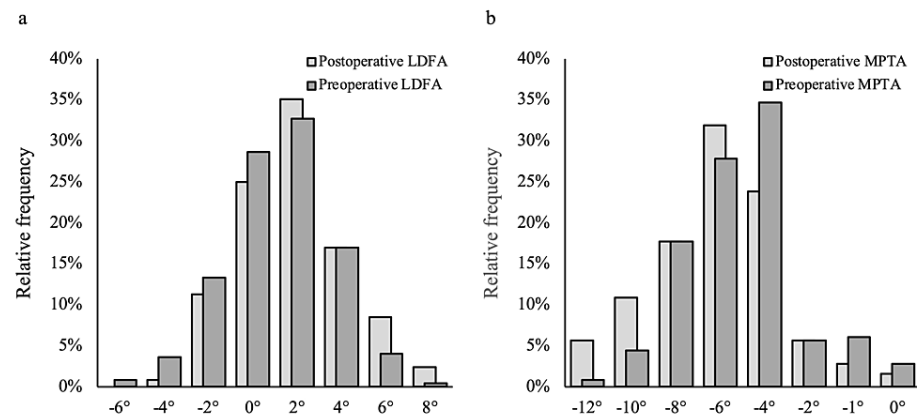 a
40%
35%
30%
25%
20%
15%
10%
5%
0%
Relative frequency
Postoperative LDFA
Preoperative LDFA
-6° -4° -2° 0° 2° 4° 6° 8°
b
40%
35%
30%
25%
20%
15%
10%
5%
0%
Relative frequency
Postoperative MPTA
Preoperative MPTA
-12° -10° -8° -6° -4° -2° -1° 0°